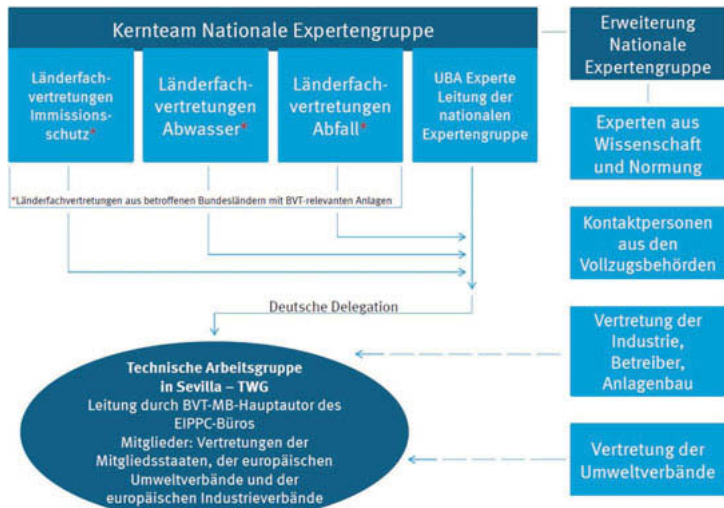 Kernteam Nationale Expertengruppe
Länderfach-
vertretungen
Immissions-
schutz*
Länderfach-
vertretungen
Abwasser*
Länderfach-
vertretungen
Abfall*
UBA Experte
Leitung der
nationalen
Expertengruppe
*Länderfachvertretungen aus betroffenen Bundesländern mit BVT-relevanten Anlagen
Erweiterung
Nationale
Expertengruppe
Experten aus
Wissenschaft
und Normung
Kontaktpersonen
aus den
Vollzugsbehörden
Vertretung der
Industrie,
Betreiber,
Anlagenbau
Vertretung der
Umweltverbände
Deutsche Delegation
Technische Arbeitsgruppe
in Sevilla – TWG
Leitung durch BVT-MB-Hauptautor des
EIPPC-Büros
Mitglieder: Vertretungen der
Mitgliedsstaaten, der europäischen
Umweltverbände und der
europäischen Industrieverbände